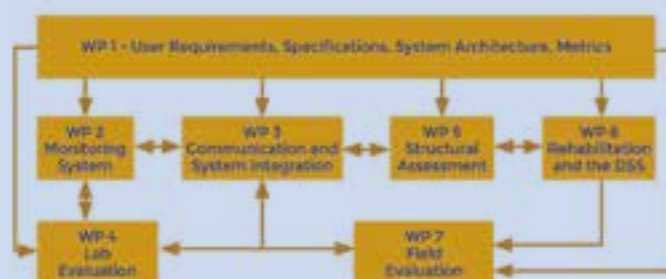 WP 1 - User Requirements, Specifications, System Architecture, Metrics
WP 2
Monitoring
System
WP 3
Communication and
System Integration
WP 5
Structural
Assessment
WP 6
Rehabilitation
and the DSS
WP 4
Lab
Evaluation
WP 7
Field
Evaluation